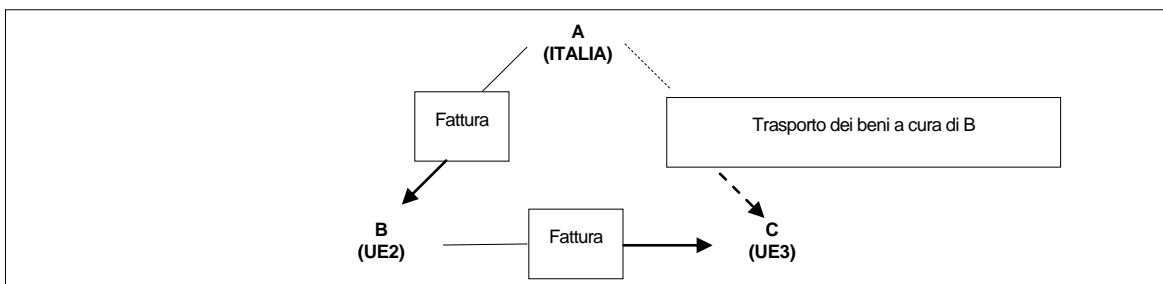 A
(ITALIA)
Fattura
Trasporto dei beni a cura di B
B
(UE2)
Fattura
C
(UE3)